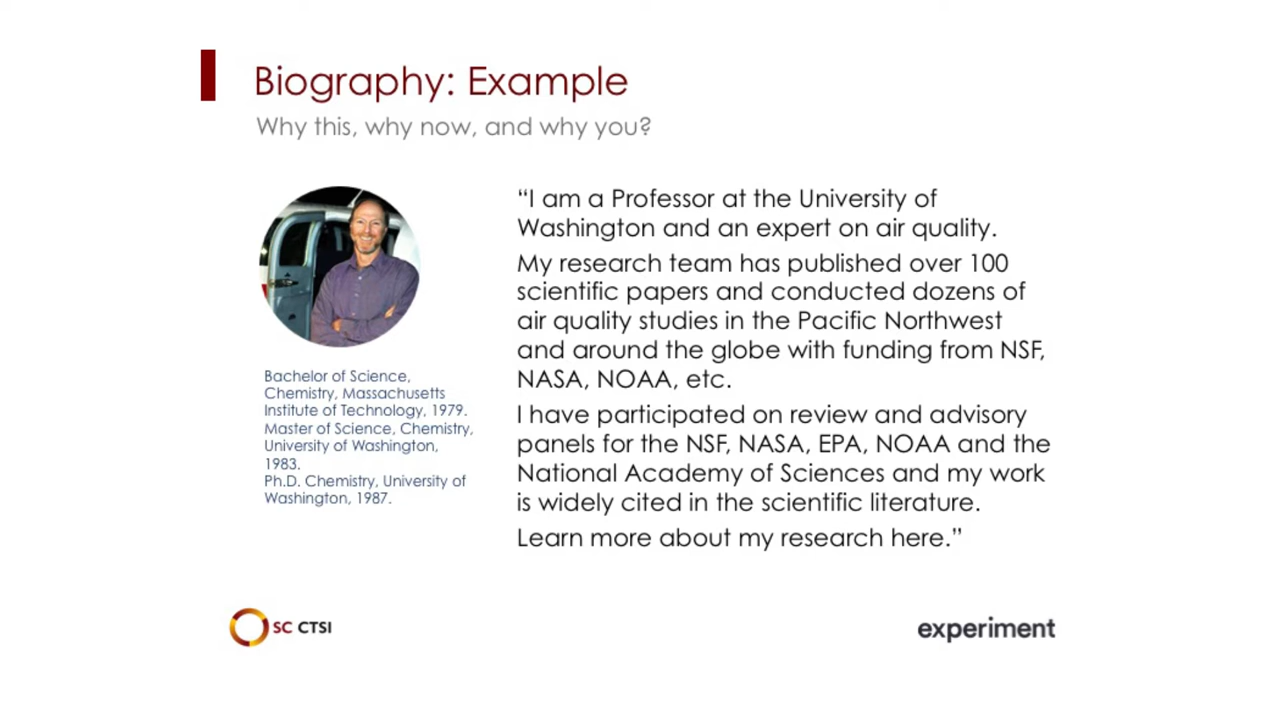 Biography: Example
Why this, why now, and why you?
Bachelor of Science,
Chemistry, Massachusetts
Institute of Technology, 1979.
Master of Science, Chemistry,
University of Washington,
1983.
Ph.D. Chemistry, University of
Washington, 1987.
“I am a Professor at the University of
Washington and an expert on air quality.
My research team has published over 100
scientific papers and conducted dozens of
air quality studies in the Pacific Northwest
and around the globe with funding from NSF,
NASA, NOAA, etc.
I have participated on review and advisory
panels for the NSF, NASA, EPA, NOAA and the
National Academy of Sciences and my work
is widely cited in the scientific literature.
Learn more about my research here.”
SC CTSI
experiment